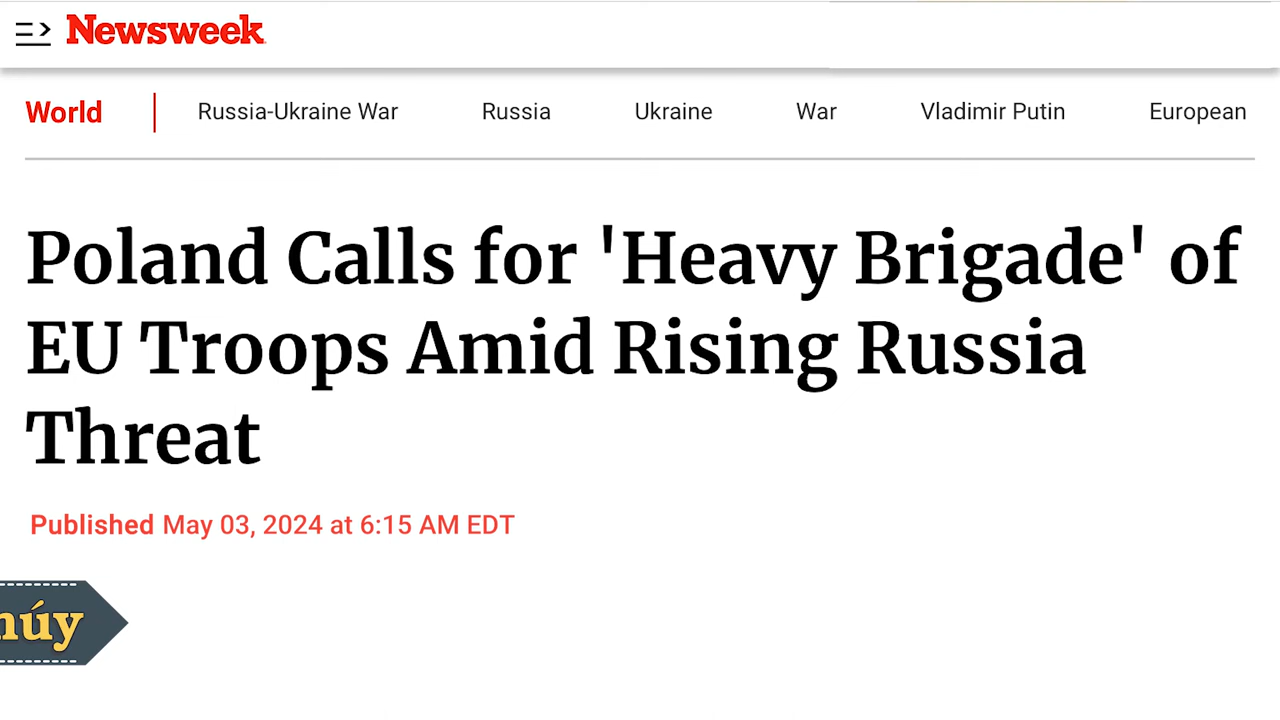 Newsweek
World Russia-Ukraine War Russia Ukraine War Vladimir Putin European
Poland Calls for 'Heavy Brigade' of
EU Troops Amid Rising Russia
Threat
Published May 03, 2024 at 6:15 AM EDT